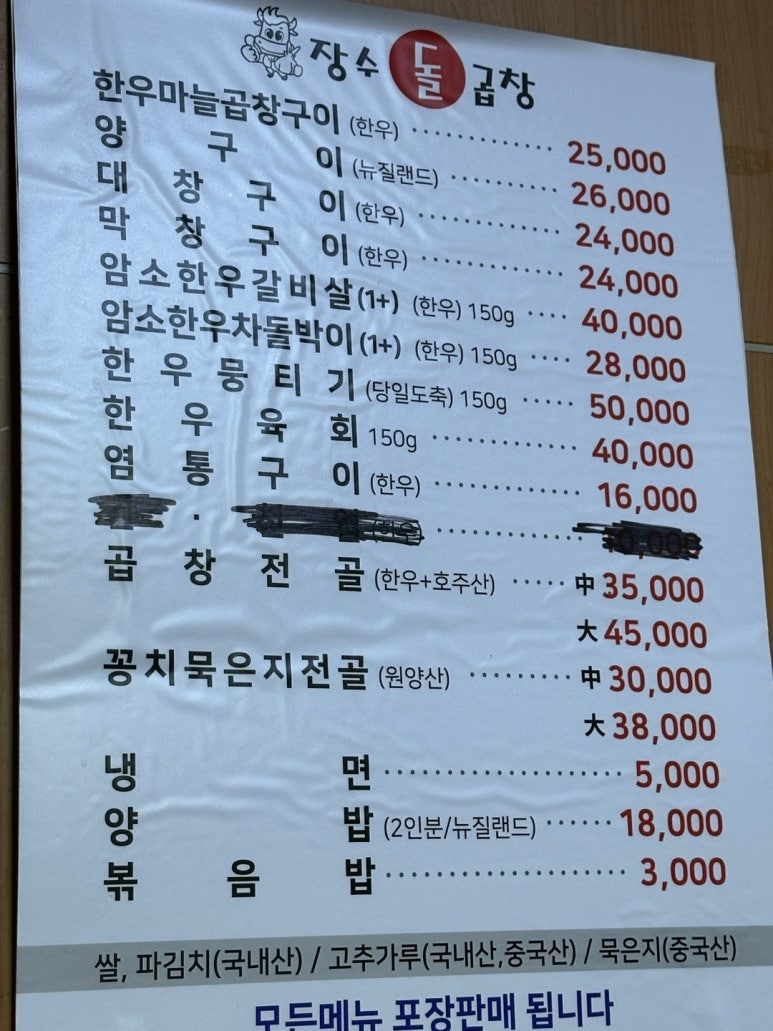 장수 돌곱창
한우마늘곱창구이 (한우) 25,000
양구이 (뉴질랜드) 26,000
대창구이 (한우) 24,000
막창구이 (한우) 24,000
암소한우갈비살(1+) (한우) 150g 40,000
암소한우차돌박이(1+) (한우) 150g 28,000
한우뭉티기 (당일도축) 150g 50,000
한우육회 150g 40,000
염통구이 (한우) 16,000
곱창전골 (한우+호주산) 中 35,000
大 45,000
꽁치묵은지전골 (원양산) 中 30,000
大 38,000
냉면 5,000
양밥 (2인분/뉴질랜드) 18,000
볶음밥 3,000
쌀, 파김치(국내산) / 고추가루(국내산,중국산) / 묵은지(중국산)
모든메뉴 포장판매 됩니다